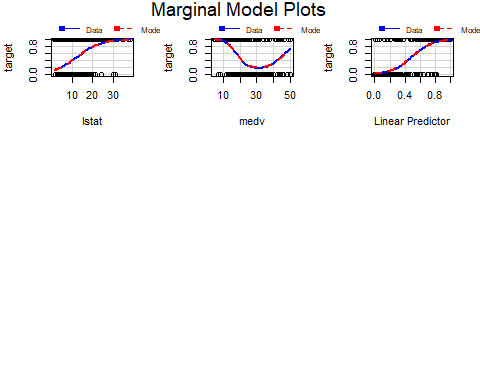 Marginal Model Plots
Data Mode
target
0.0 0.8
10 20 30
lstat
Data Mode
target
0.0 0.8
10 30 50
medv
Data Mode
target
0.0 0.8
0.0 0.4 0.8
Linear Predictor